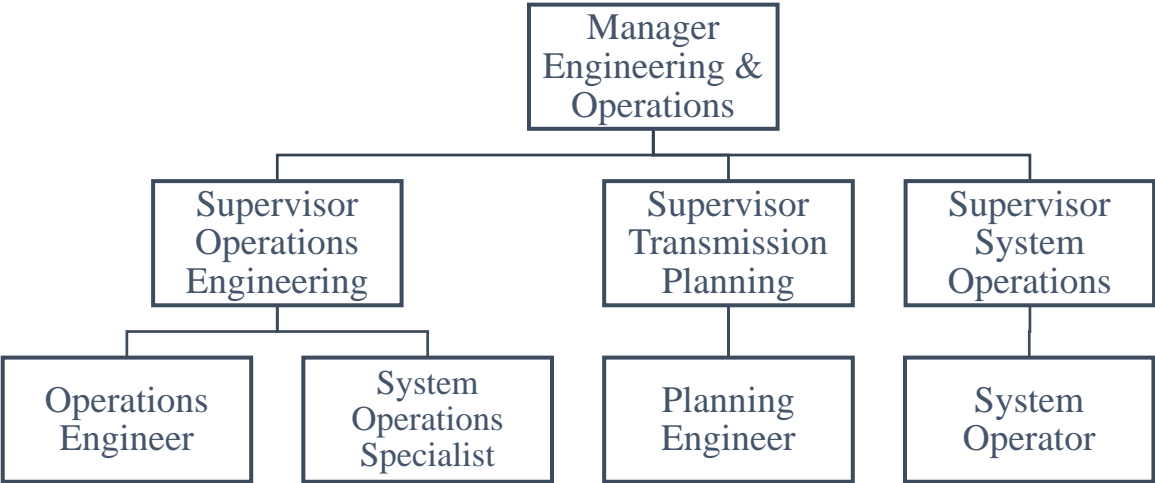 Manager
Engineering &
Operations
Supervisor
Operations
Engineering
Supervisor
Transmission
Planning
Supervisor
System
Operations
Operations
Engineer
System
Operations
Specialist
Planning
Engineer
System
Operator